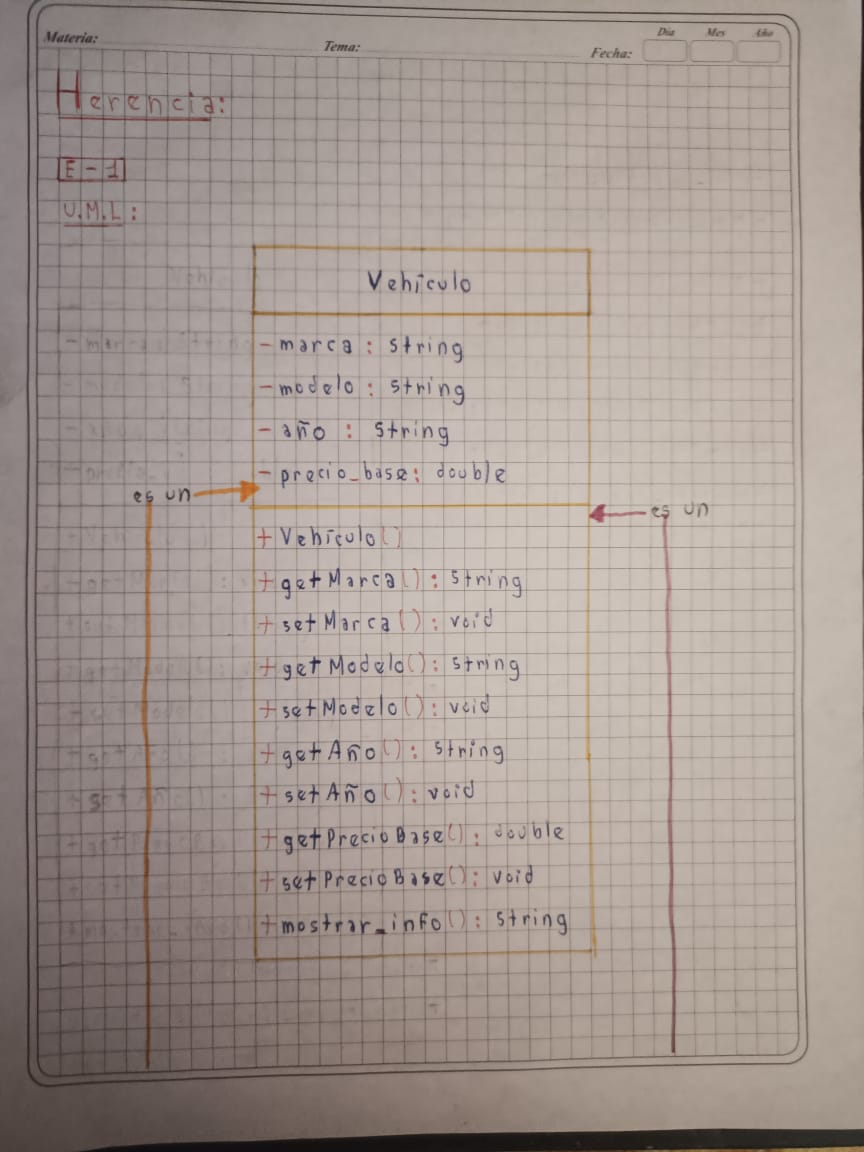 Materia:
Tema:
Fecha:
Día Mes Año
Herencia:
E-1
U.M.L:
Vehículo
- marca: string
- modelo: string
- año: string
- precio_base: double
es un
es un
+ Vehículo()
+ getMarca(): string
+ setMarca(): void
+ getModelo(): string
+ setModelo(): void
+ getAño(): string
+ setAño(): void
+ getPrecioBase(): double
+ setPrecioBase(): void
+ mostrar_info(): string